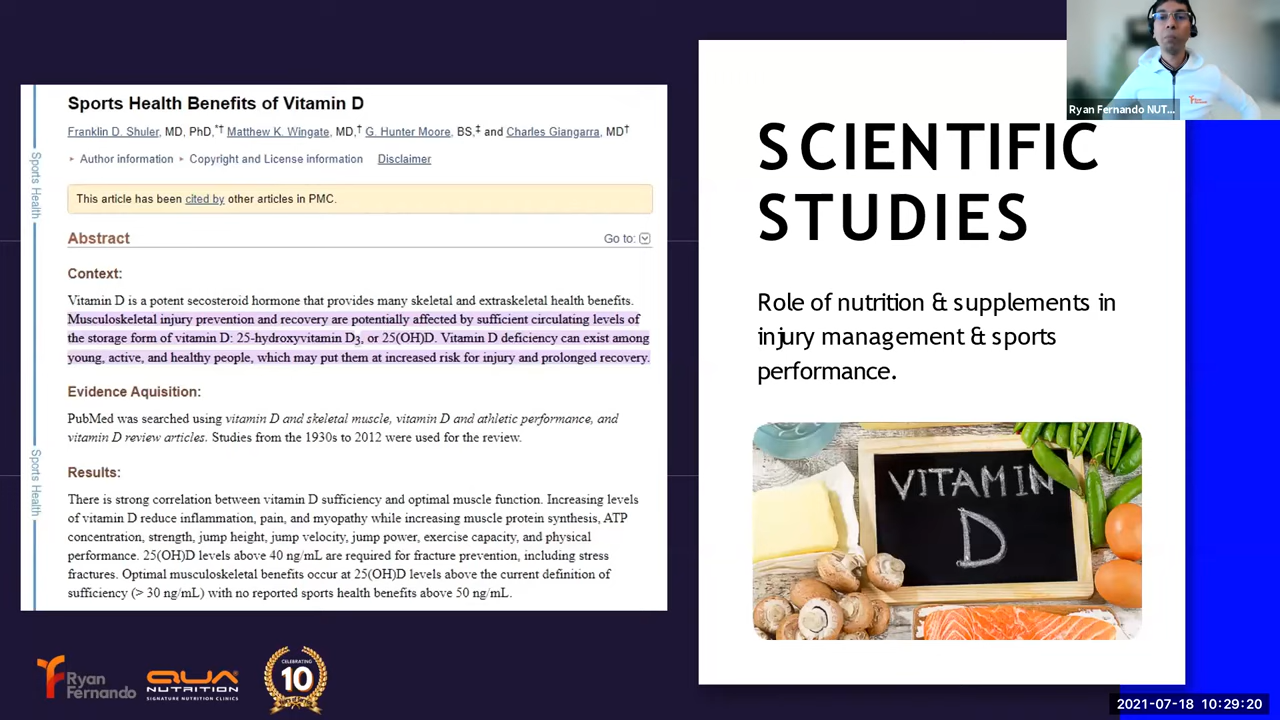 Sports Health Benefits of Vitamin D
Franklin D. Shuler, MD, PhD,*† Matthew K. Wingate, MD,† G. Hunter Moore, BS,‡ and Charles Giangarra, MD†
▸ Author information ▸ Copyright and License information Disclaimer
This article has been cited by other articles in PMC.
Abstract
Go to:
Context:
Vitamin D is a potent secosteroid hormone that provides many skeletal and extraskeletal health benefits.
Musculoskeletal injury prevention and recovery are potentially affected by sufficient circulating levels of
the storage form of vitamin D: 25-hydroxyvitamin D3, or 25(OH)D. Vitamin D deficiency can exist among
young, active, and healthy people, which may put them at increased risk for injury and prolonged recovery.
Evidence Aquisition:
PubMed was searched using vitamin D and skeletal muscle, vitamin D and athletic performance, and
vitamin D review articles. Studies from the 1930s to 2012 were used for the review.
Results:
There is strong correlation between vitamin D sufficiency and optimal muscle function. Increasing levels
of vitamin D reduce inflammation, pain, and myopathy while increasing muscle protein synthesis, ATP
concentration, strength, jump height, jump velocity, jump power, exercise capacity, and physical
performance. 25(OH)D levels above 40 ng/mL are required for fracture prevention, including stress
fractures. Optimal musculoskeletal benefits occur at 25(OH)D levels above the current definition of
sufficiency (> 30 ng/mL) with no reported sports health benefits above 50 ng/mL.
Sports Health
Sports Health
SCIENTIFIC
STUDIES
Role of nutrition & supplements in
injury management & sports
performance.
VITAMIN
D
Ryan Fernando NUT...
Ryan
Fernando
QUA
NUTRITION
SIGNATURE NUTRITION CLINICS
CELEBRATING
10
2021-07-18 10:29:20